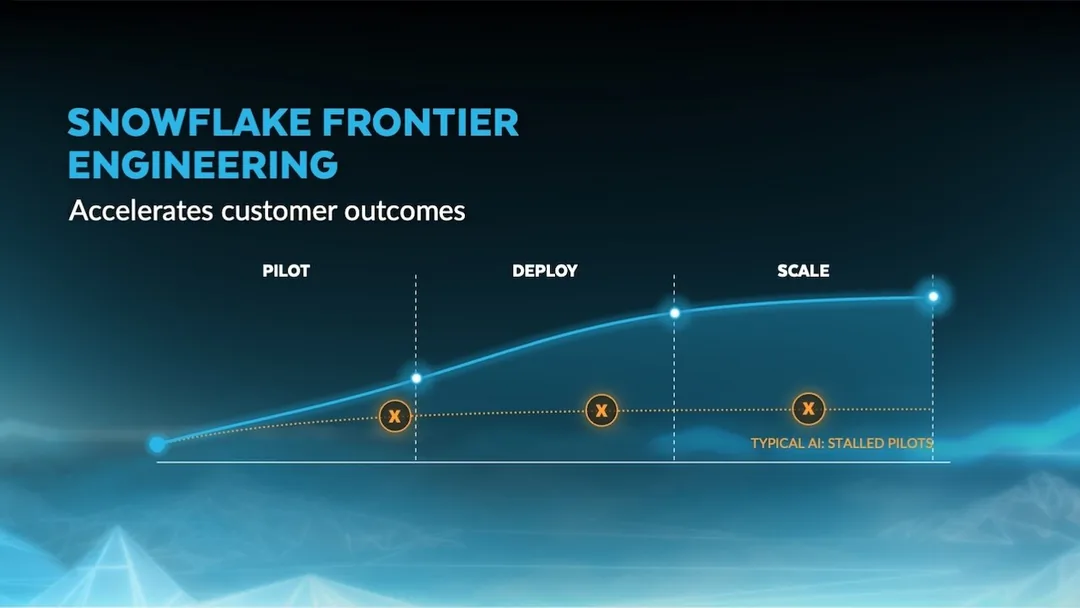 SNOWFLAKE FRONTIER
ENGINEERING
Accelerates customer outcomes
PILOT
DEPLOY
SCALE
X
X
X
TYPICAL AI: STALLED PILOTS